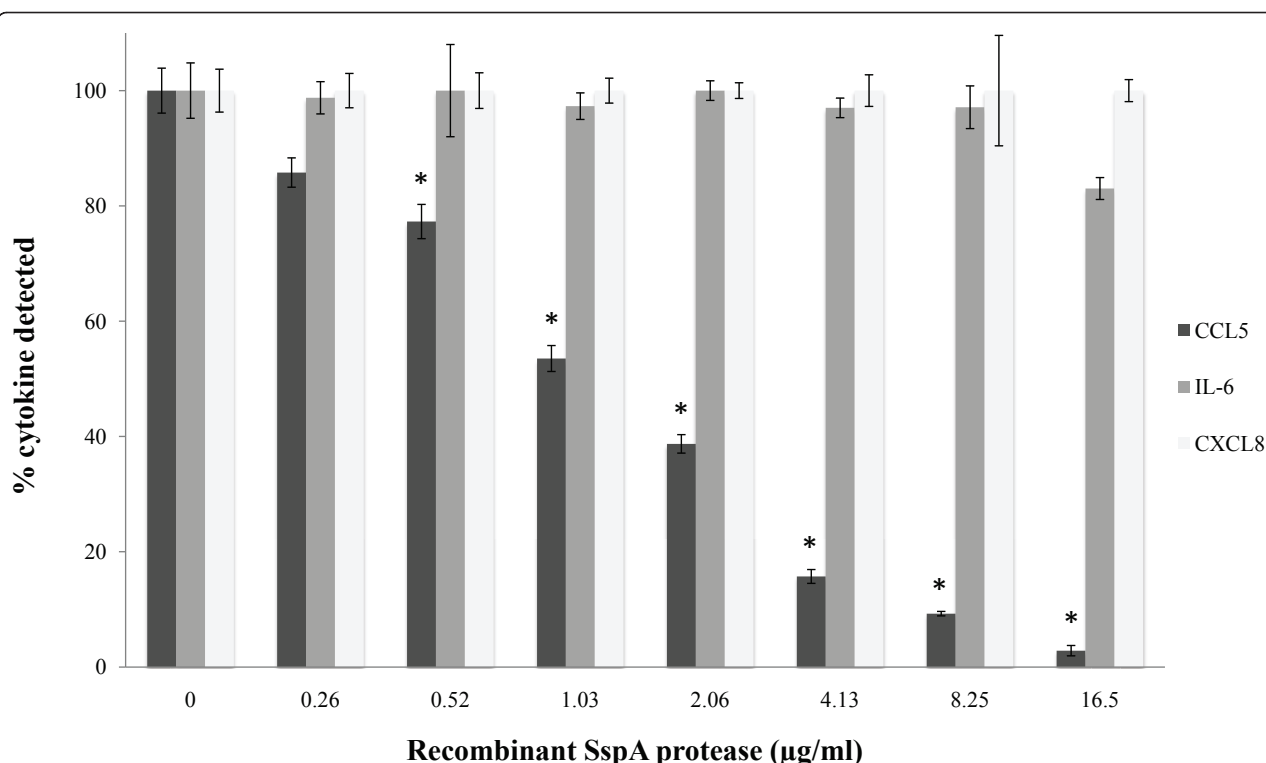 100
80
60
40
20
0
% cytokine detected
*
*
*
*
*
*
CCL5
IL-6
CXCL8
0 0.26 0.52 1.03 2.06 4.13 8.25 16.5
Recombinant SspA protease (µg/ml)